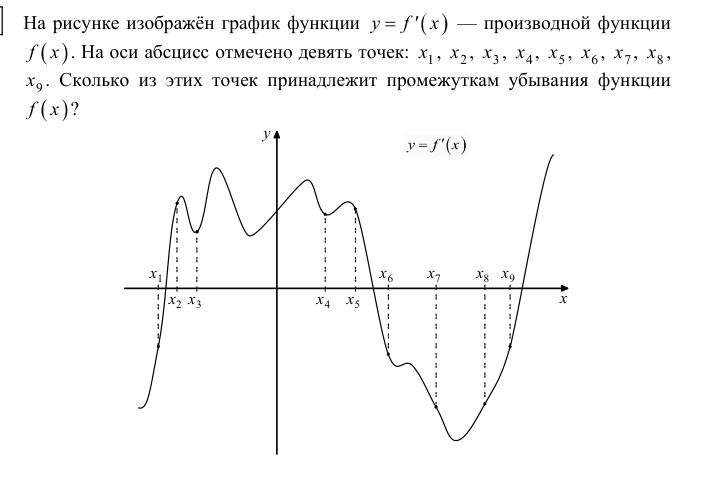 На рисунке изображён график функции y = f ′(x) — производной функции
f (x). На оси абсцисс отмечено девять точек: x₁, x₂, x₃, x₄, x₅, x₆, x₇, x₈,
x₉. Сколько из этих точек принадлежит промежуткам убывания функции
f (x)?
y
y = f ′(x)
x₁ x₆ x₇ x₈ x₉
x₂ x₃ x₄ x₅ x